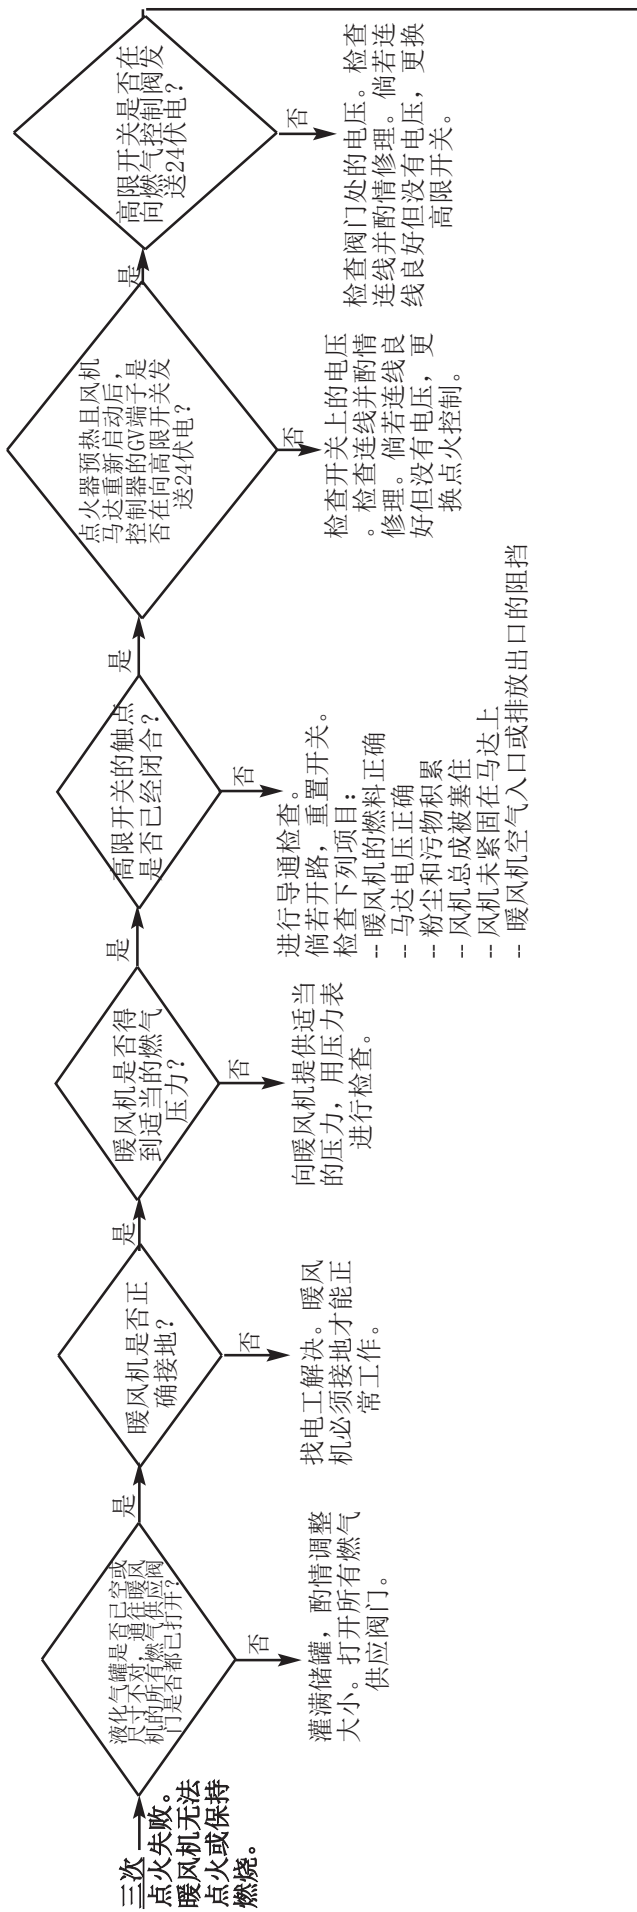 三次
点火失败。
暖风机无法
点火或保持
燃烧。
液化气罐是否已空或
尺寸不对，通往暖风
机的所有燃气供应阀
门是否都已打开？
是
否
灌满储罐，酌情调整
大小。打开所有燃气
供应阀门。
暖风机是否正
确接地？
是
否
找电工解决。暖风
机必须接地才能正
常工作。
暖风机是否得
到适当的燃气
压力？
是
否
向暖风机提供适当
的压力，用压力表
进行检查。
高限开关的触点
是否已经闭合？
是
否
进行导通检查。
倘若开路，重置开关。
检查下列项目：
-- 暖风机的燃料正确
-- 马达电压正确
-- 粉尘和污物积累
-- 风机总成被塞住
-- 风机未紧固在马达上
-- 暖风机空气入口或排放出口的阻挡
点火器预热且风机
马达重新启动后，
控制器的GV端子是
否在向高限开关发
送24伏电？
是
否
检查开关上的电压
。检查连线并酌情
修理。倘若连线良
好但没有电压，更
换点火控制。
高限开关是否在
向燃气控制阀发
送24伏电？
否
检查阀门处的电压。检查
连线并酌情修理。倘若连
线良好但没有电压，更换
高限开关。